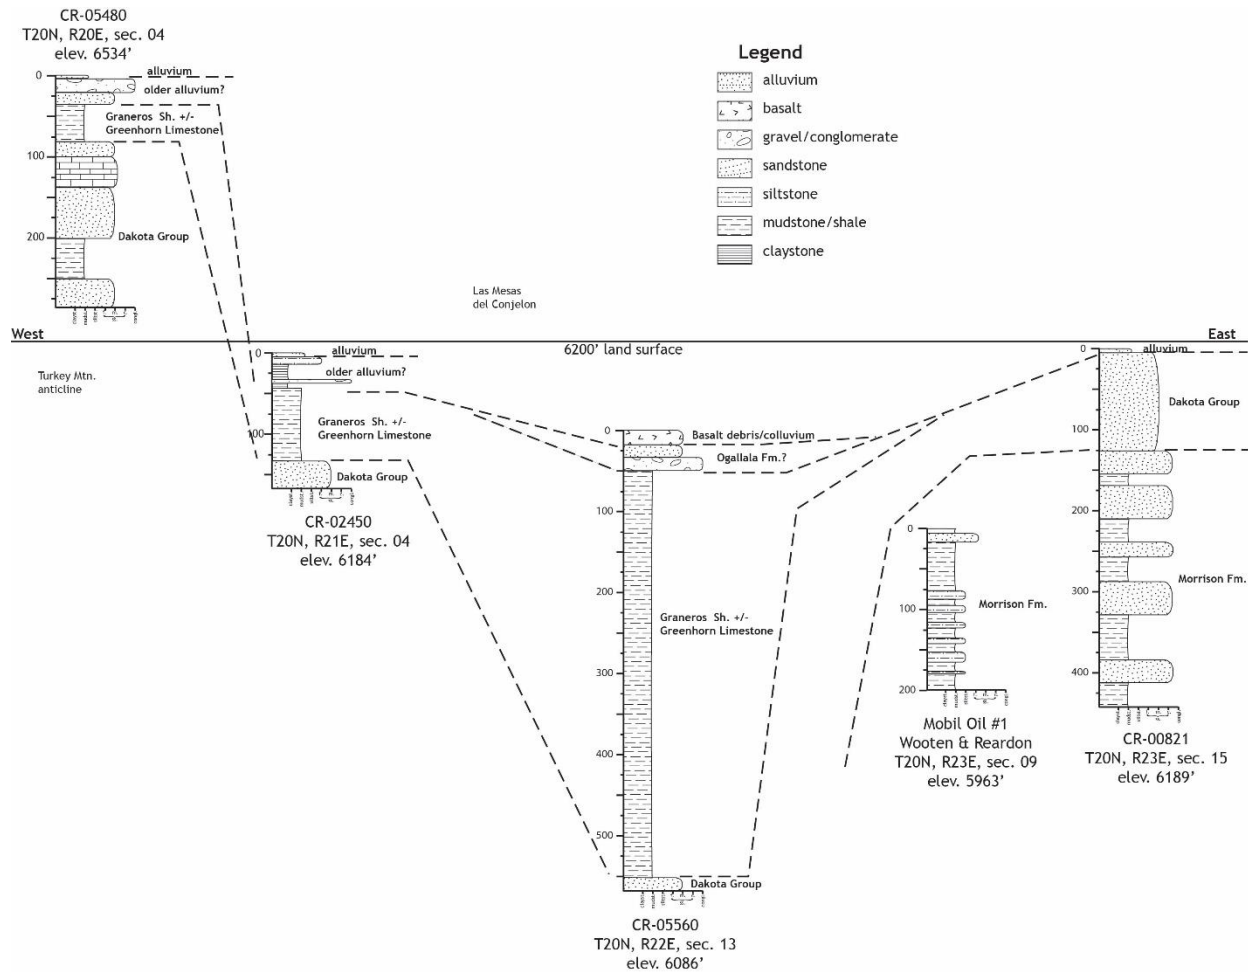 CR-05480
T20N, R20E, sec. 04
elev. 6534’
0
100
200
alluvium
older alluvium?
Graneros Sh. +/-
Greenhorn Limestone
Dakota Group
Legend
alluvium
basalt
gravel/conglomerate
sandstone
siltstone
mudstone/shale
claystone
Las Mesas
del Conjelon
West
East
6200’ land surface
Turkey Mtn.
anticline
0
100
alluvium
older alluvium?
Graneros Sh. +/-
Greenhorn Limestone
Dakota Group
CR-02450
T20N, R21E, sec. 04
elev. 6184’
0
100
200
300
400
500
Basalt debris/colluvium
Ogallala Fm.?
Graneros Sh. +/-
Greenhorn Limestone
Dakota Group
CR-05560
T20N, R22E, sec. 13
elev. 6086’
0
100
200
Morrison Fm.
Mobil Oil #1
Wooten & Reardon
T20N, R23E, sec. 09
elev. 5963’
0
100
200
300
400
alluvium
Dakota Group
Morrison Fm.
CR-00821
T20N, R23E, sec. 15
elev. 6189’